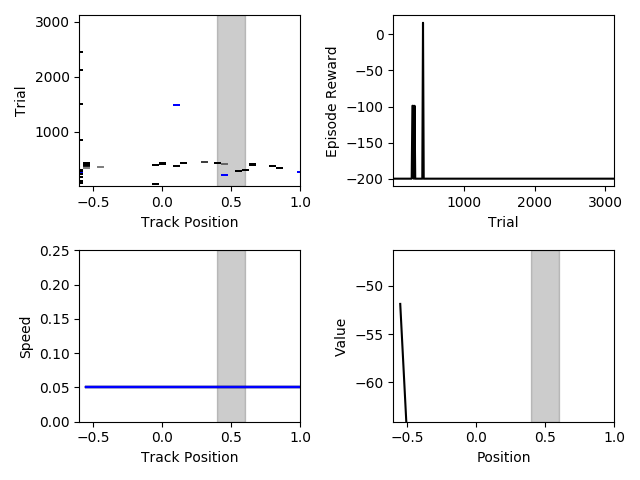 3000
2000
1000
Trial
−0.5 0.0 0.5 1.0
Track Position
0
−50
−100
−150
−200
Episode Reward
1000 2000 3000
Trial
0.25
0.20
0.15
0.10
0.05
0.00
Speed
−0.5 0.0 0.5 1.0
Track Position
−50
−55
−60
Value
−0.5 0.0 0.5 1.0
Position